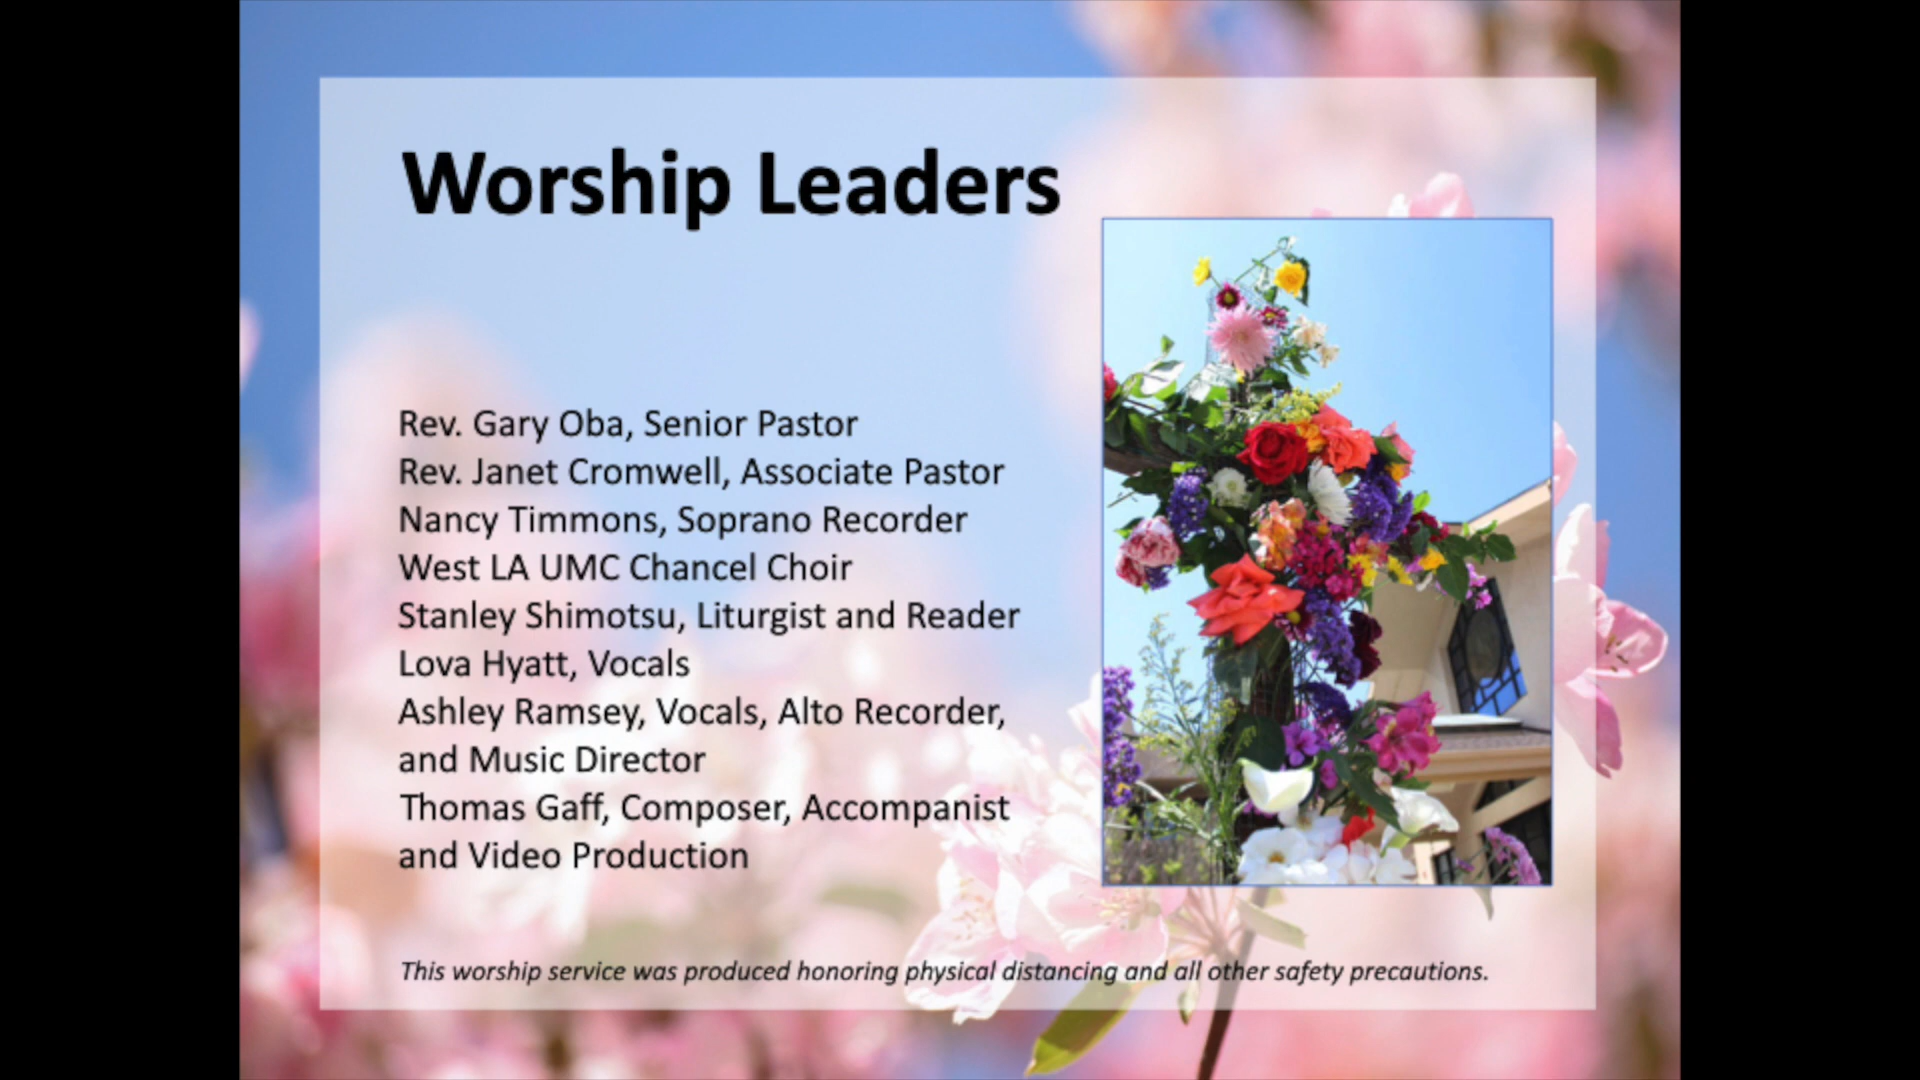 Worship Leaders
Rev. Gary Oba, Senior Pastor
Rev. Janet Cromwell, Associate Pastor
Nancy Timmons, Soprano Recorder
West LA UMC Chancel Choir
Stanley Shimotsu, Liturgist and Reader
Lova Hyatt, Vocals
Ashley Ramsey, Vocals, Alto Recorder,
and Music Director
Thomas Gaff, Composer, Accompanist
and Video Production
This worship service was produced honoring physical distancing and all other safety precautions.